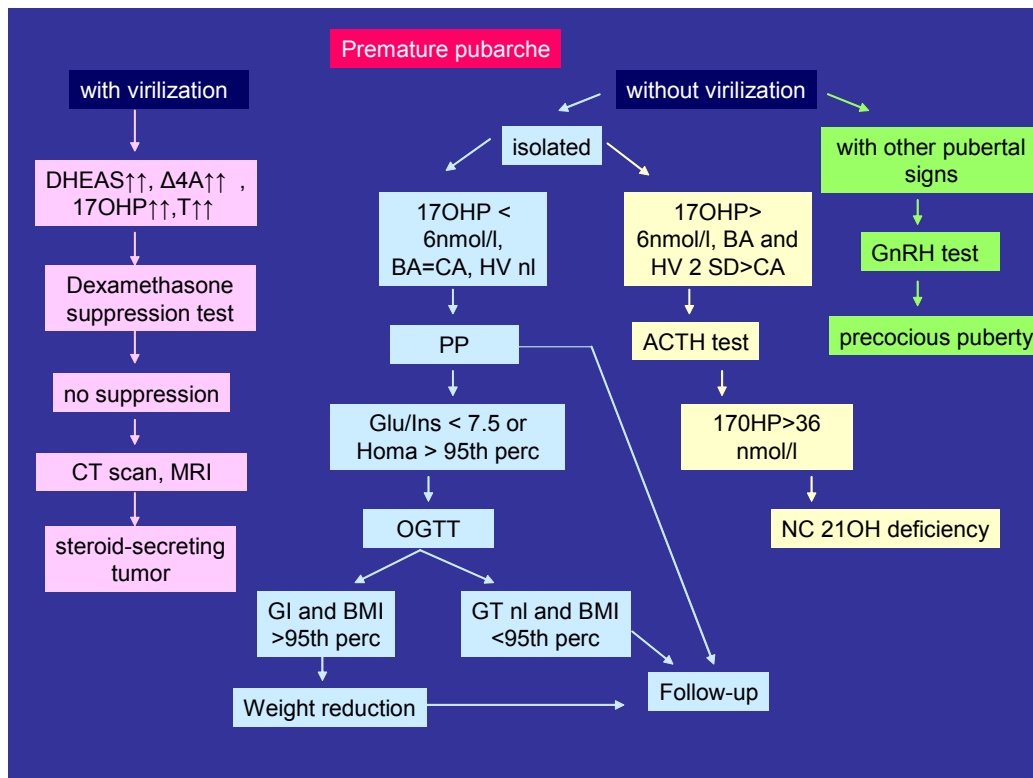 Premature pubarche
with virilization
DHEAS↑↑, Δ4A↑↑ ,
17OHP↑↑,T↑↑
Dexamethasone
suppression test
no suppression
CT scan, MRI
steroid-secreting
tumor
without virilization
isolated
17OHP <
6nmol/l,
BA=CA, HV nl
PP
Glu/Ins < 7.5 or
Homa > 95th perc
OGTT
GI and BMI
>95th perc
Weight reduction
GT nl and BMI
<95th perc
Follow-up
17OHP>
6nmol/l, BA and
HV 2 SD>CA
ACTH test
170HP>36
nmol/l
NC 21OH deficiency
with other pubertal
signs
GnRH test
precocious puberty